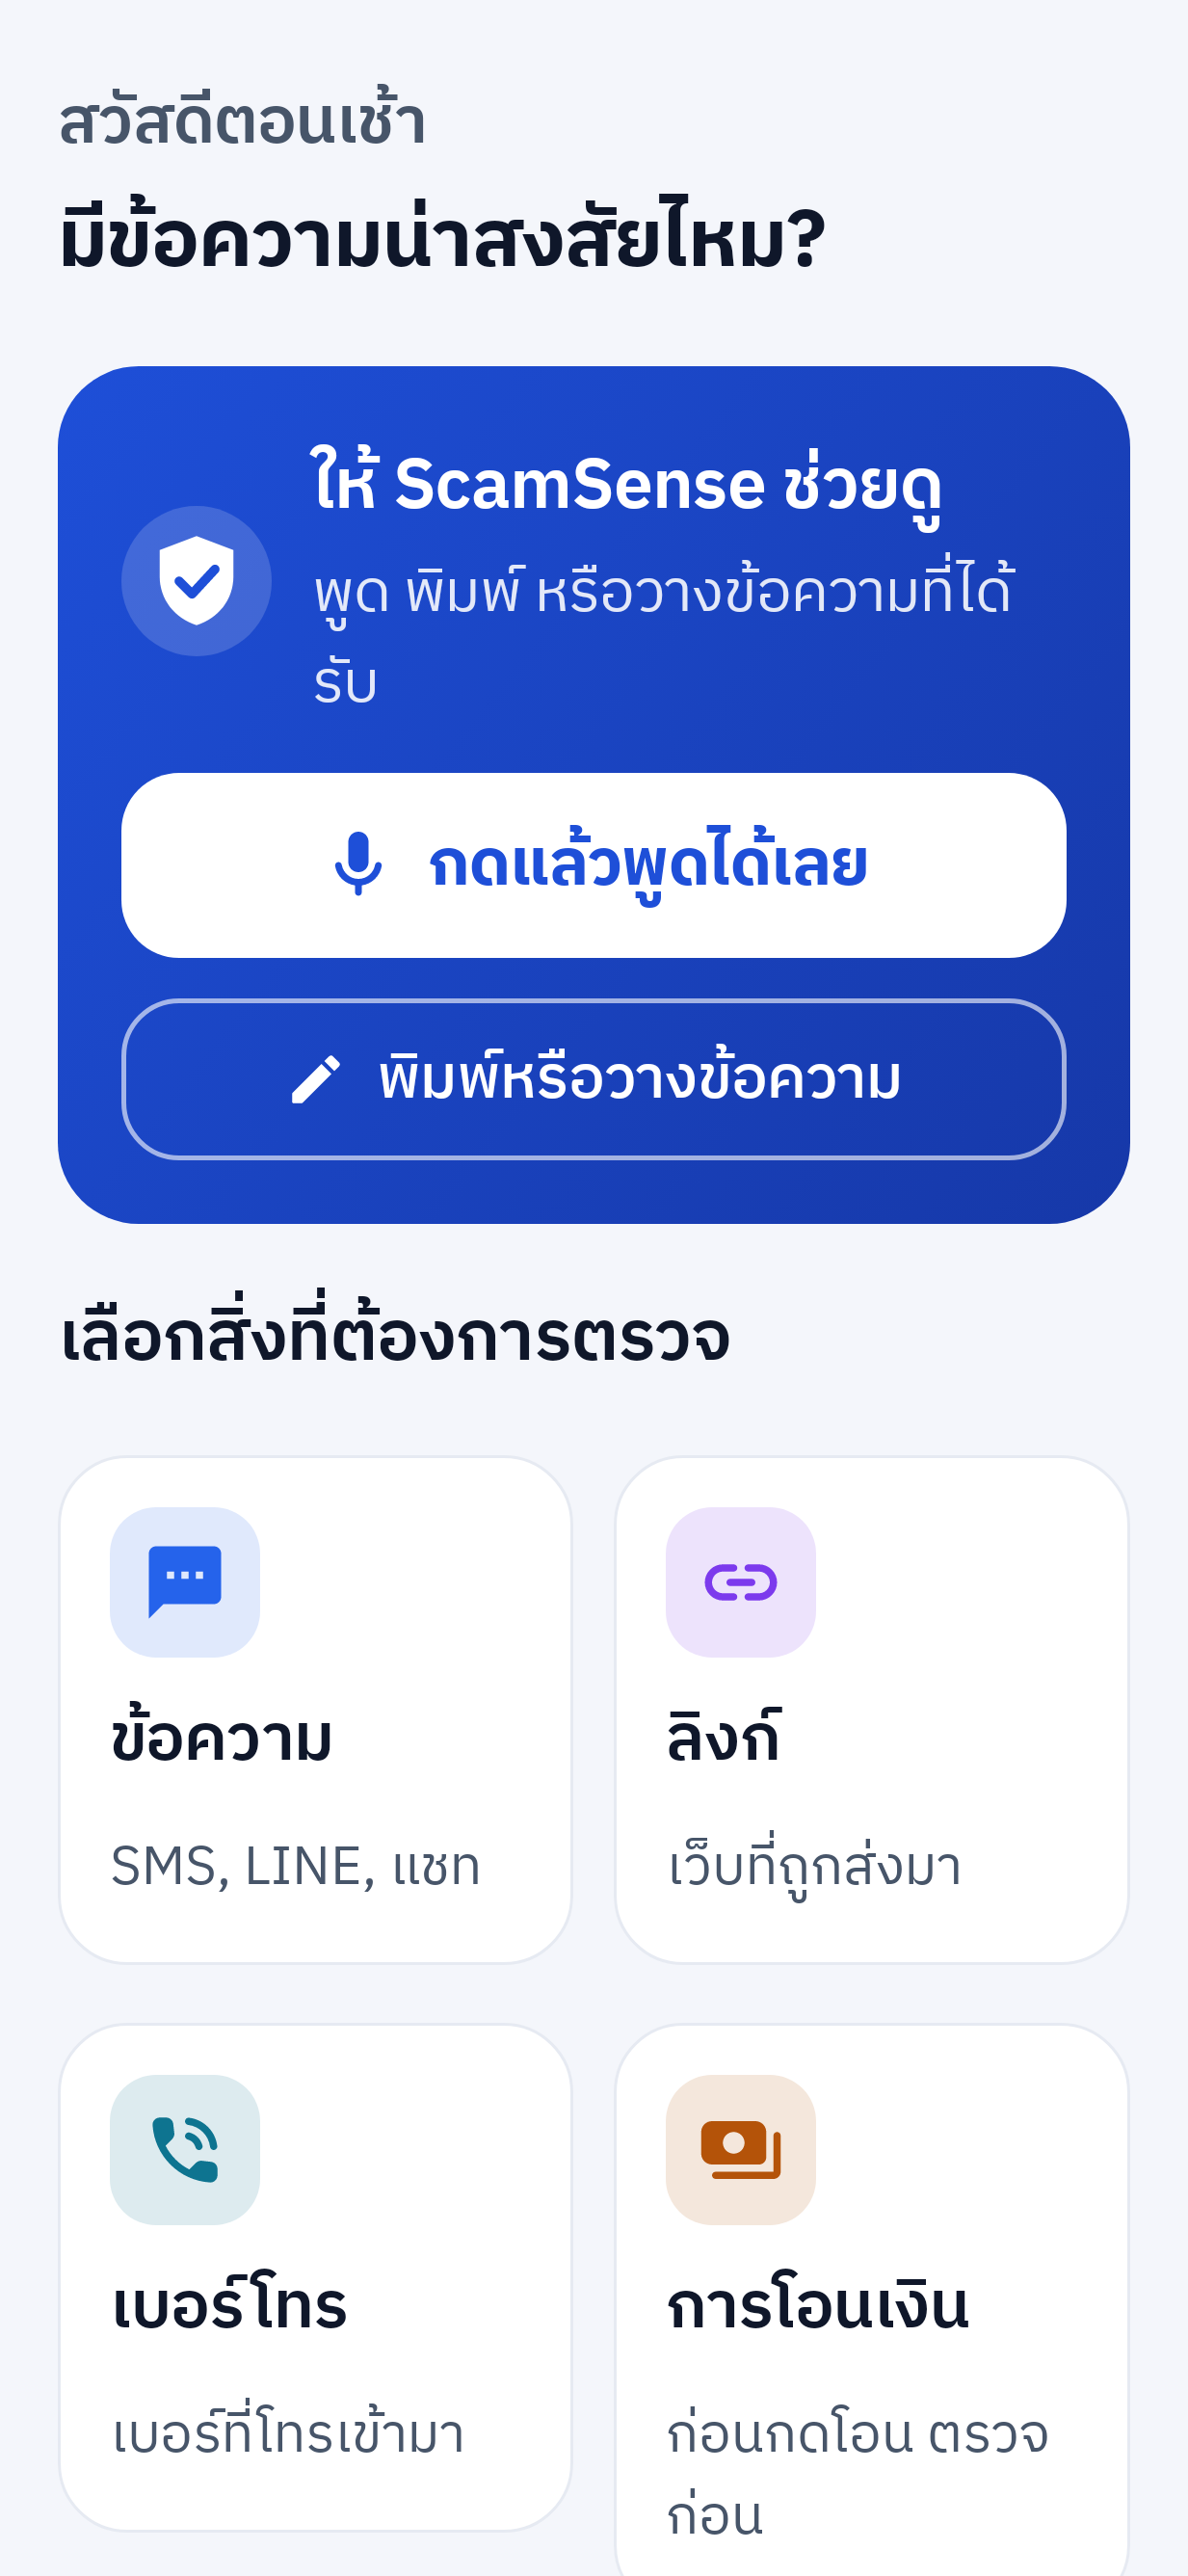 สวัสดีตอนเช้า
มีข้อความน่าสงสัยไหม?
ให้ ScamSense ช่วยดู
พูด พิมพ์ หรือวางข้อความที่ได้
รับ
กดแล้วพูดได้เลย
พิมพ์หรือวางข้อความ
เลือกสิ่งที่ต้องการตรวจ
ข้อความ
SMS, LINE, แชท
ลิงก์
เว็บที่ถูกส่งมา
เบอร์โทร
เบอร์ที่โทรเข้ามา
การโอนเงิน
ก่อนกดโอน ตรวจ
ก่อน